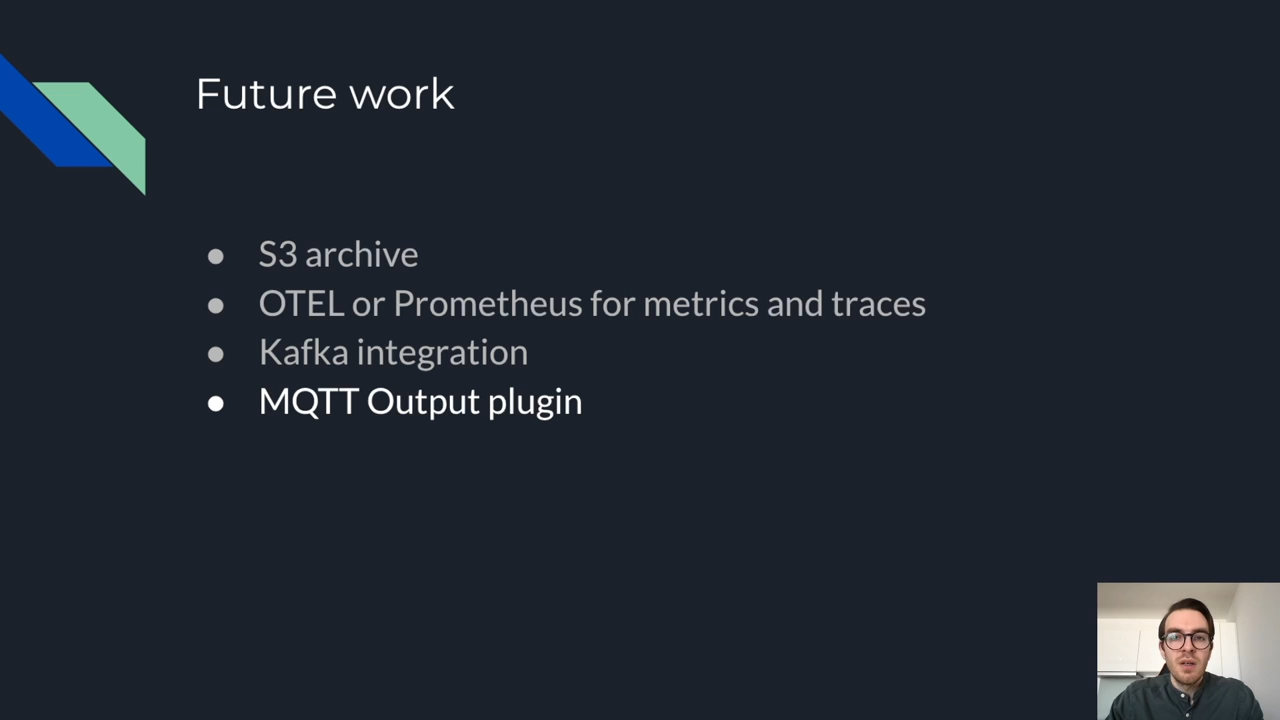 Future work
● S3 archive
● OTEL or Prometheus for metrics and traces
● Kafka integration
● MQTT Output plugin